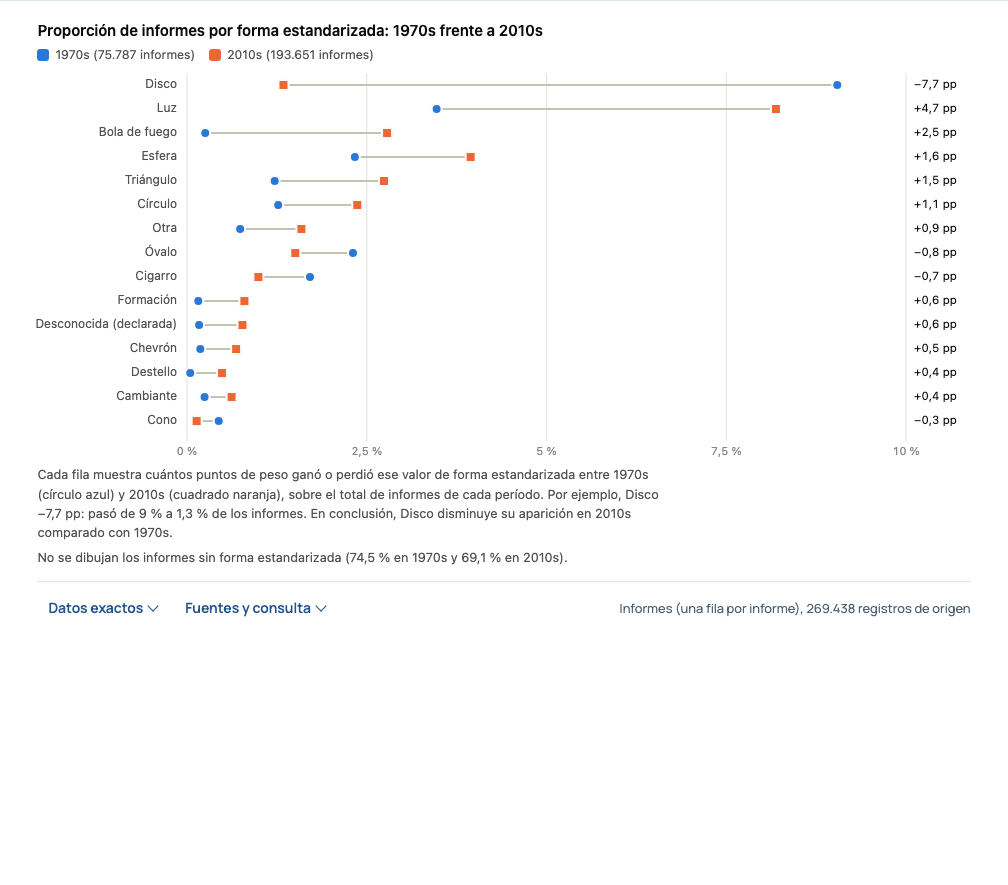 Proporción de informes por forma estandarizada: 1970s frente a 2010s
1970s (75.787 informes) 2010s (193.651 informes)
Disco −7,7 pp
Luz +4,7 pp
Bola de fuego +2,5 pp
Esfera +1,6 pp
Triángulo +1,5 pp
Círculo +1,1 pp
Otra +0,9 pp
Óvalo −0,8 pp
Cigarro −0,7 pp
Formación +0,6 pp
Desconocida (declarada) +0,6 pp
Chevrón +0,5 pp
Destello +0,4 pp
Cambiante +0,4 pp
Cono −0,3 pp
0 % 2,5 % 5 % 7,5 % 10 %
Cada fila muestra cuántos puntos de peso ganó o perdió ese valor de forma estandarizada entre 1970s
(círculo azul) y 2010s (cuadrado naranja), sobre el total de informes de cada período. Por ejemplo, Disco
−7,7 pp: pasó de 9 % a 1,3 % de los informes. En conclusión, Disco disminuye su aparición en 2010s
comparado con 1970s.
No se dibujan los informes sin forma estandarizada (74,5 % en 1970s y 69,1 % en 2010s).
Datos exactos Fuentes y consulta Informes (una fila por informe), 269.438 registros de origen